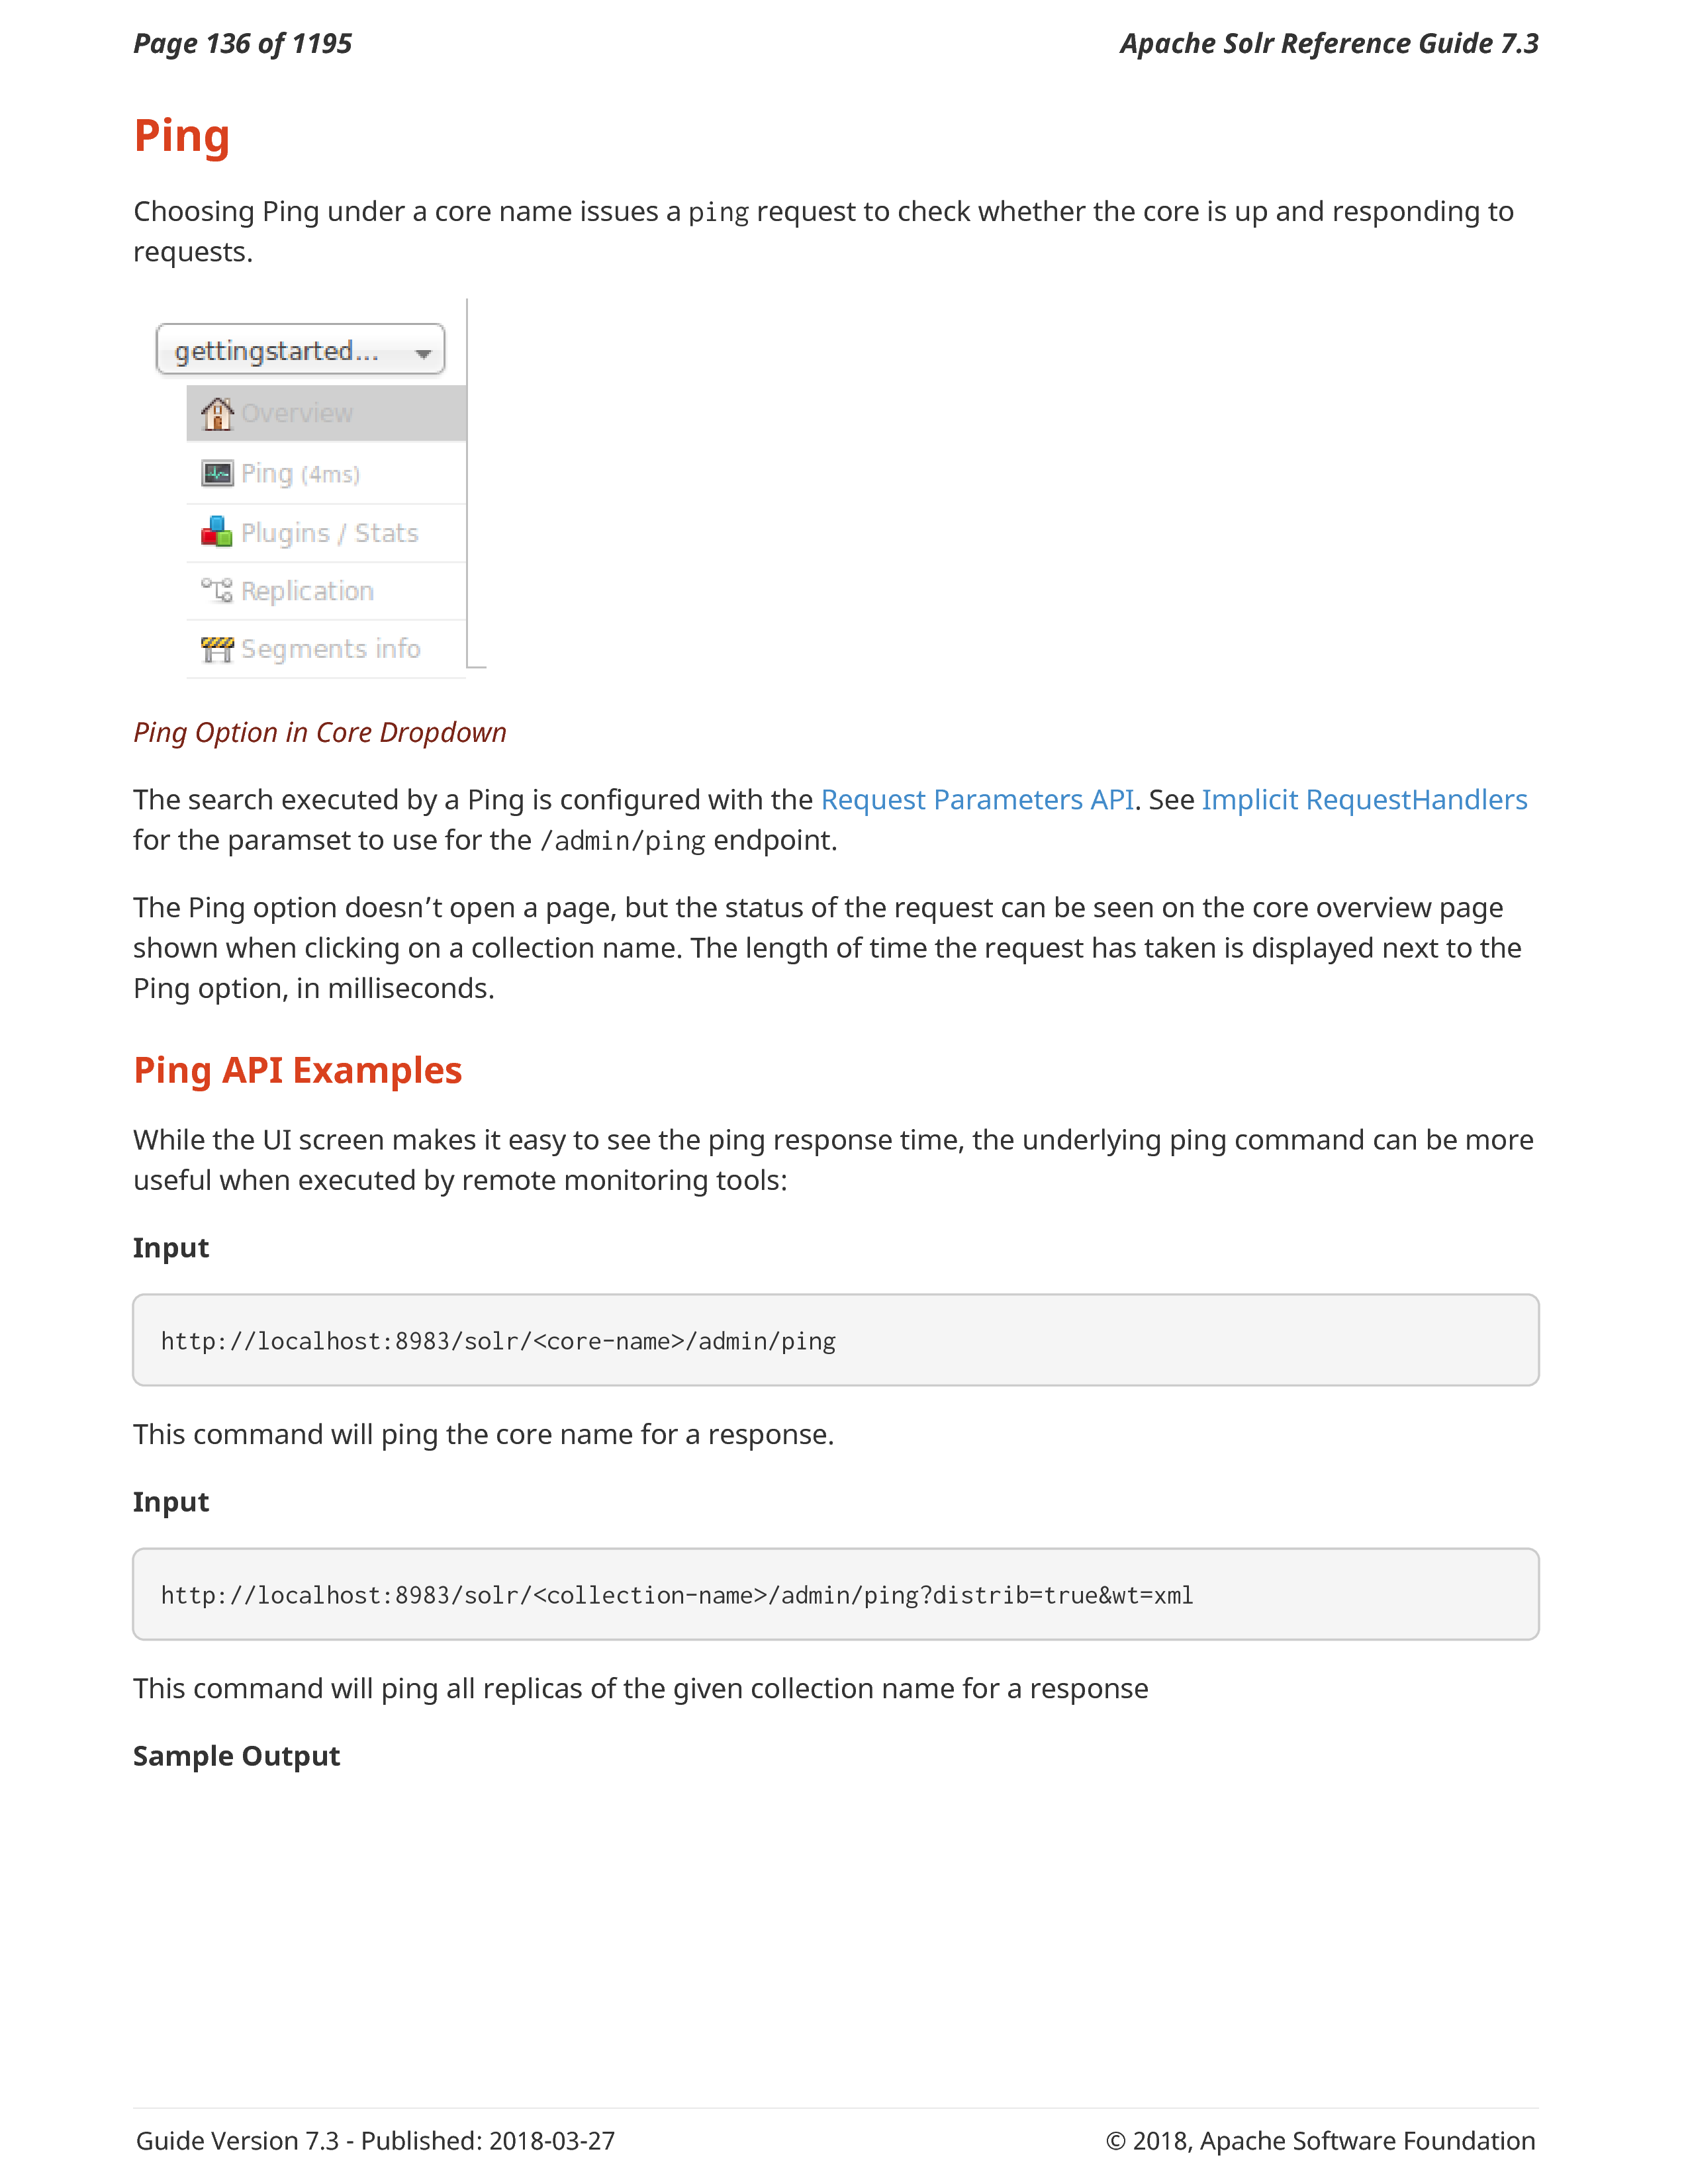 Page 136 of 1195
Apache Solr Reference Guide 7.3
Ping
Choosing Ping under a core name issues a ping request to check whether the core is up and responding to
requests.
gettingstarted...
Overview
Ping (4ms)
Plugins / Stats
Replication
Segments info
Ping Option in Core Dropdown
The search executed by a Ping is configured with the Request Parameters API. See Implicit RequestHandlers
for the paramset to use for the /admin/ping endpoint.
The Ping option doesn’t open a page, but the status of the request can be seen on the core overview page
shown when clicking on a collection name. The length of time the request has taken is displayed next to the
Ping option, in milliseconds.
Ping API Examples
While the UI screen makes it easy to see the ping response time, the underlying ping command can be more
useful when executed by remote monitoring tools:
Input
http://localhost:8983/solr/<core-name>/admin/ping
This command will ping the core name for a response.
Input
http://localhost:8983/solr/<collection-name>/admin/ping?distrib=true&wt=xml
This command will ping all replicas of the given collection name for a response
Sample Output
Guide Version 7.3 - Published: 2018-03-27
© 2018, Apache Software Foundation